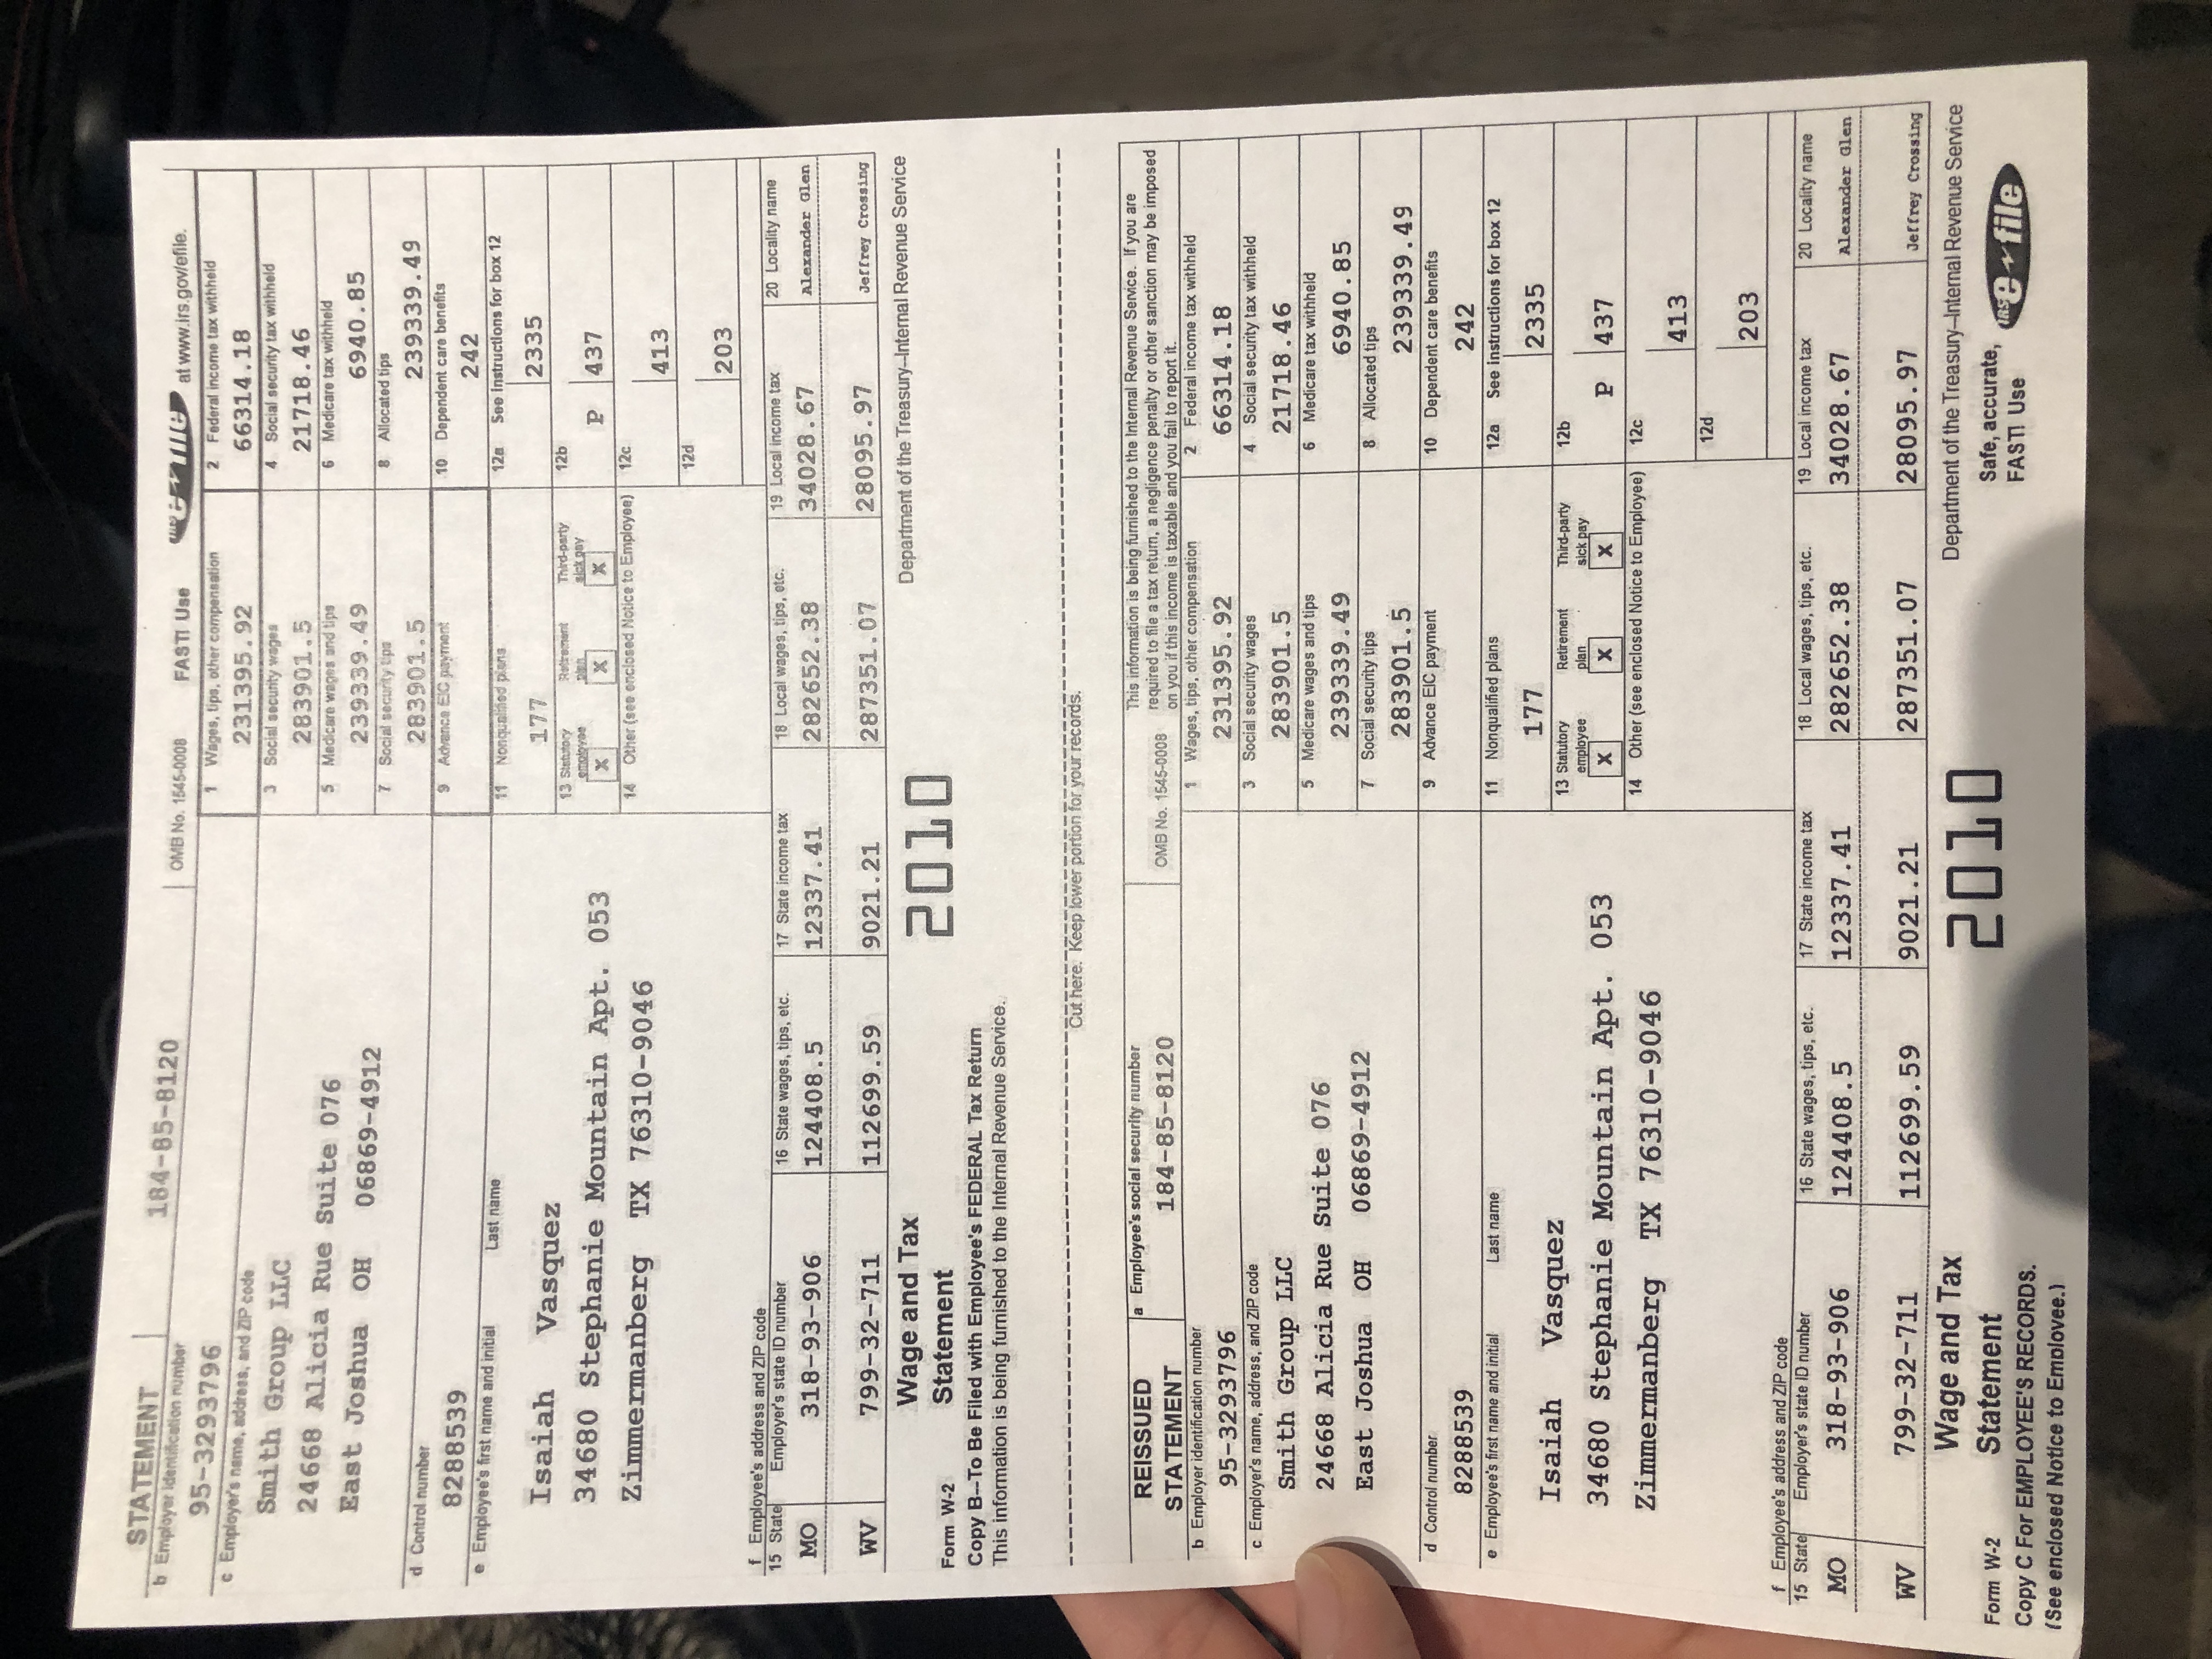 STATEMENT 184-85-8120 OMB No. 1545-0008 FAST! Use e file at www.irs.gov/efile.
b Employer identification number
95-3293796
1 Wages, tips, other compensation 2 Federal income tax withheld
231395.92 66314.18
c Employer's name, address, and ZIP code
Smith Group LLC
24668 Alicia Rue Suite 076
East Joshua OH 06869-4912
3 Social security wages 4 Social security tax withheld
283901.5 21718.46
5 Medicare wages and tips 6 Medicare tax withheld
239339.49 6940.85
7 Social security tips 8 Allocated tips
283901.5 239339.49
d Control number
8288539
9 Advance EIC payment 10 Dependent care benefits
242
e Employee's first name and initial Last name
Isaiah Vasquez
34680 Stephanie Mountain Apt. 053
Zimmermanberg TX 76310-9046
11 Nonqualified plans 12a See instructions for box 12
177 2335
13 Statutory employee Retirement plan Third-party sick pay 12b
X X X P 437
14 Other (see enclosed Notice to Employee) 12c
413
12d
203
f Employee's address and ZIP code
15 State Employer's state ID number 16 State wages, tips, etc. 17 State income tax 18 Local wages, tips, etc. 19 Local income tax 20 Locality name
MO 318-93-906 124408.5 12337.41 282652.38 34028.67 Alexander Glen
WV 799-32-711 112699.59 9021.21 287351.07 28095.97 Jeffrey Crossing
Wage and Tax
Form W-2 Statement 2010 Department of the Treasury--Internal Revenue Service
Copy B--To Be Filed with Employee's FEDERAL Tax Return
This information is being furnished to the Internal Revenue Service.
Cut here. Keep lower portion for your records.
REISSUED
STATEMENT
a Employee's social security number
184-85-8120
OMB No. 1545-0008
This information is being furnished to the Internal Revenue Service. If you are
required to file a tax return, a negligence penalty or other sanction may be imposed
on you if this income is taxable and you fail to report it.
b Employer identification number
95-3293796
1 Wages, tips, other compensation 2 Federal income tax withheld
231395.92 66314.18
c Employer's name, address, and ZIP code
Smith Group LLC
24668 Alicia Rue Suite 076
East Joshua OH 06869-4912
3 Social security wages 4 Social security tax withheld
283901.5 21718.46
5 Medicare wages and tips 6 Medicare tax withheld
239339.49 6940.85
7 Social security tips 8 Allocated tips
283901.5 239339.49
d Control number
8288539
9 Advance EIC payment 10 Dependent care benefits
242
e Employee's first name and initial Last name
Isaiah Vasquez
34680 Stephanie Mountain Apt. 053
Zimmermanberg TX 76310-9046
11 Nonqualified plans 12a See instructions for box 12
177 2335
13 Statutory employee Retirement plan Third-party sick pay 12b
X X X P 437
14 Other (see enclosed Notice to Employee) 12c
413
12d
203
f Employee's address and ZIP code
15 State Employer's state ID number 16 State wages, tips, etc. 17 State income tax 18 Local wages, tips, etc. 19 Local income tax 20 Locality name
MO 318-93-906 124408.5 12337.41 282652.38 34028.67 Alexander Glen
WV 799-32-711 112699.59 9021.21 287351.07 28095.97 Jeffrey Crossing
Wage and Tax
Form W-2 Statement 2010 Department of the Treasury--Internal Revenue Service
Safe, accurate,
FAST! Use IRS e file
Copy C For EMPLOYEE'S RECORDS.
(See enclosed Notice to Employee.)